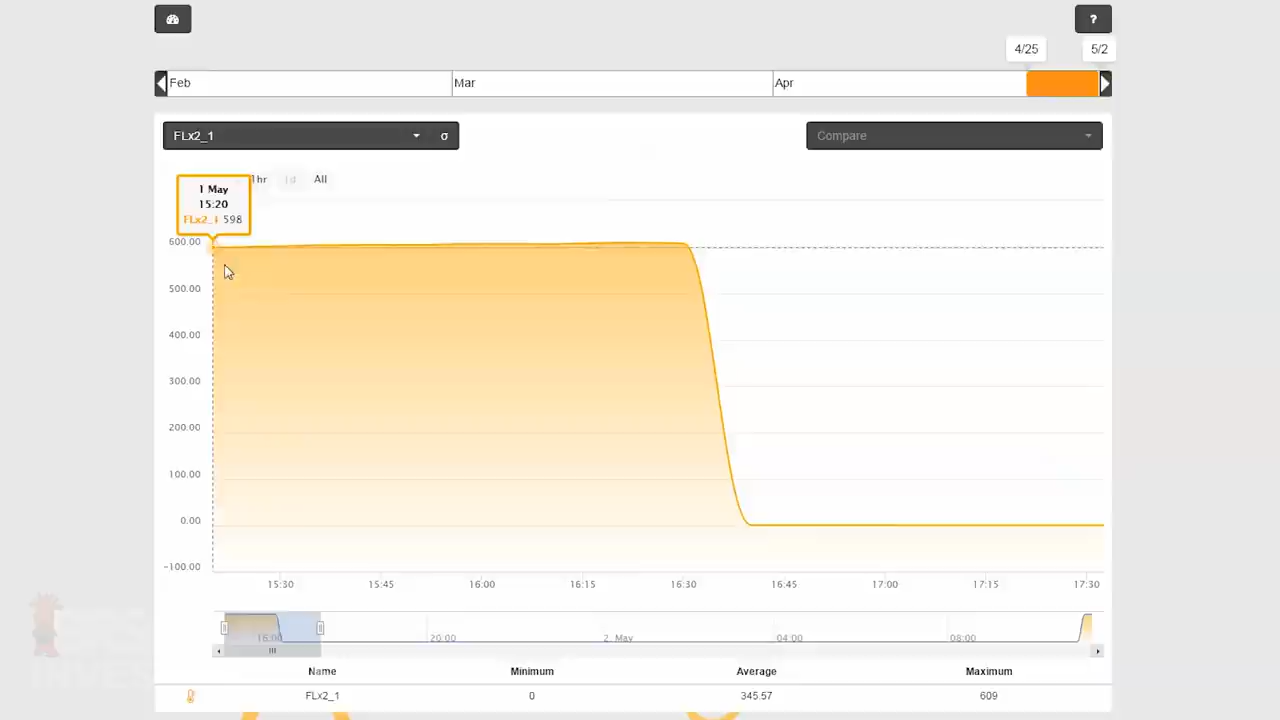 ?
4/25 5/2
Feb Mar Apr
FLx2_1 σ Compare
1hr 1d All
1 May
15:20
FLx2_1 598
600.00
500.00
400.00
300.00
200.00
100.00
0.00
-100.00
15:30 15:45 16:00 16:15 16:30 16:45 17:00 17:15 17:30
16:00 20:00 2. May 04:00 08:00
Name Minimum Average Maximum
FLx2_1 0 345.57 609